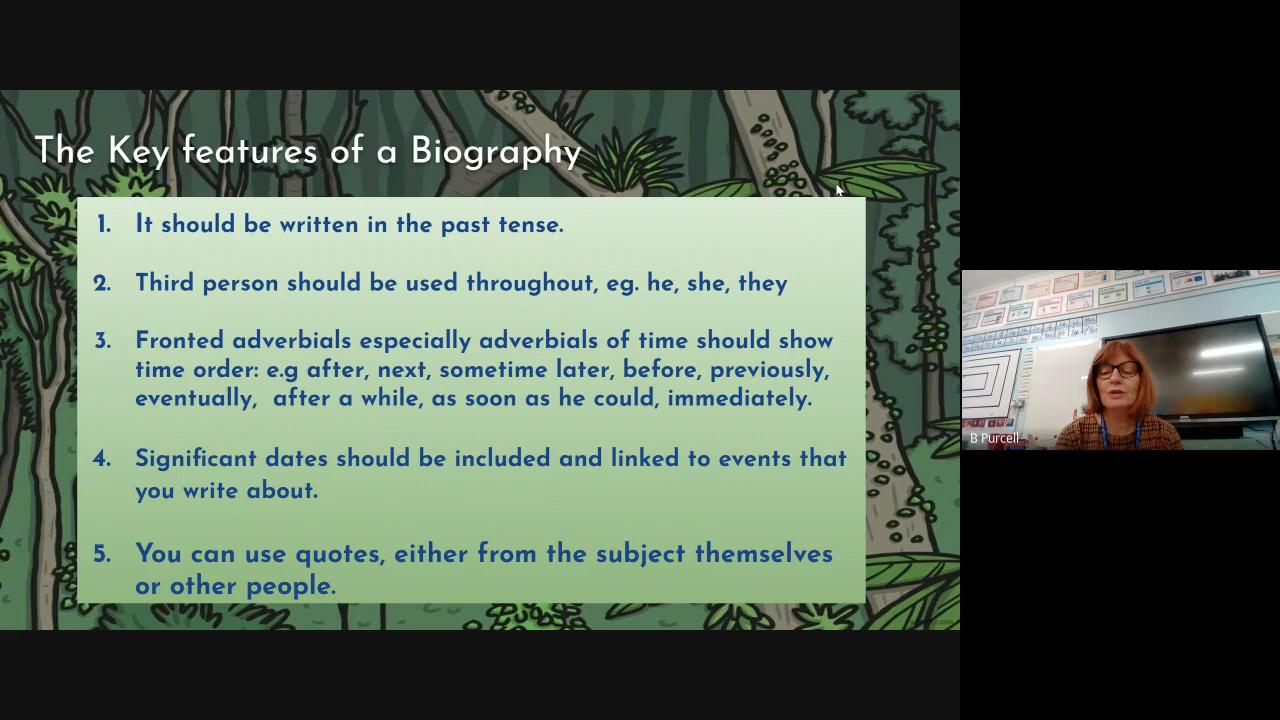 The Key features of a Biography
1. It should be written in the past tense.
2. Third person should be used throughout, eg. he, she, they
3. Fronted adverbials especially adverbials of time should show
time order: e.g after, next, sometime later, before, previously,
eventually,  after a while, as soon as he could, immediately.
4. Significant dates should be included and linked to events that
you write about.
5. You can use quotes, either from the subject themselves
or other people.
B Purcell